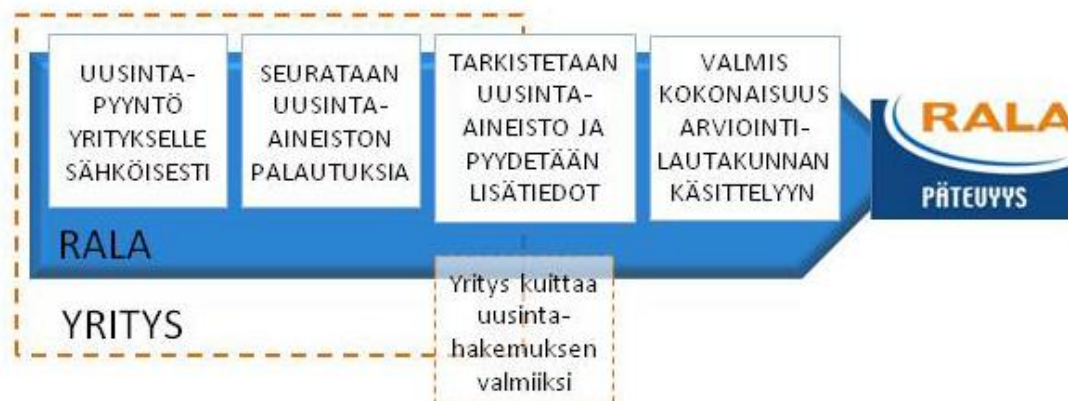 UUSINTA-
PYYNTÖ
YRITYKSELLE
SÄHKÖISESTI
SEURATAAN
UUSINTA-
AINEISTON
PALAUTUKSIA
TARKISTETAAN
UUSINTA-
AINEISTO JA
PYYDETÄÄN
LISÄTIEDOT
VALMIS
KOKONAISUUS
ARVIOINTI-
LAUTAKUNNAN
KÄSITTELYYN
RALA
PÄTEVYYS
RALA
YRITYS
Yritys kuittaa
uusinta-
hakemuksen
valmiiksi